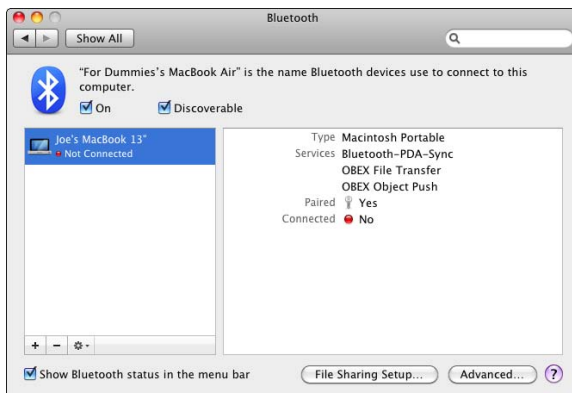 Bluetooth
Show All
“For Dummies's MacBook Air” is the name Bluetooth devices use to connect to this
computer.
On Discoverable
Joe's MacBook 13"
Not Connected
Type Macintosh Portable
Services Bluetooth-PDA-Sync
OBEX File Transfer
OBEX Object Push
Paired Yes
Connected No
Show Bluetooth status in the menu bar File Sharing Setup... Advanced... ?